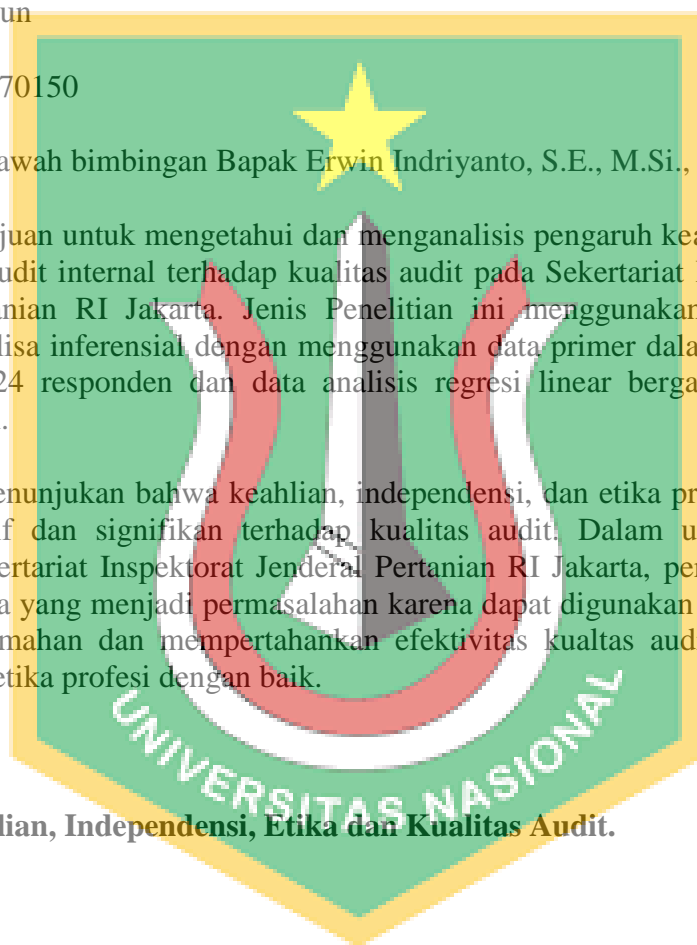 un
70150
awah bimbingan Bapak Erwin Indriyanto, S.E., M.Si.,
juan untuk mengetahui dan menganalisis pengaruh kea
udit internal terhadap kualitas audit pada Sekertariat
anian RI Jakarta. Jenis Penelitian ini menggunakan
lisa inferensial dengan menggunakan data primer dala
24 responden dan data analisis regresi linear berga
.
enunjukan bahwa keahlian, independensi, dan etika pr
if dan signifikan terhadap kualitas audit. Dalam u
ertariat Inspektorat Jenderal Pertanian RI Jakarta, per
a yang menjadi permasalahan karena dapat digunakan
mahan dan mempertahankan efektivitas kualtas aud
etika profesi dengan baik.
UNIVERSITAS NASIONAL
lian, Independensi, Etika dan Kualitas Audit.